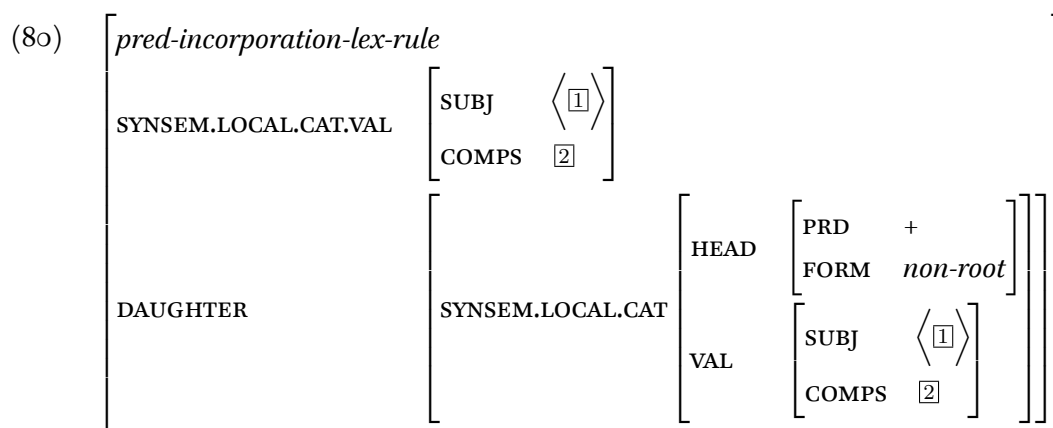 (8o)
pred-incorporation-lex-rule
SYNSEM.LOCAL.CAT.VAL [SUBJ ⟨1⟩
COMPS 2]
DAUGHTER [SYNSEM.LOCAL.CAT [HEAD [PRD +
FORM non-root]
VAL [SUBJ ⟨1⟩
COMPS 2]]]